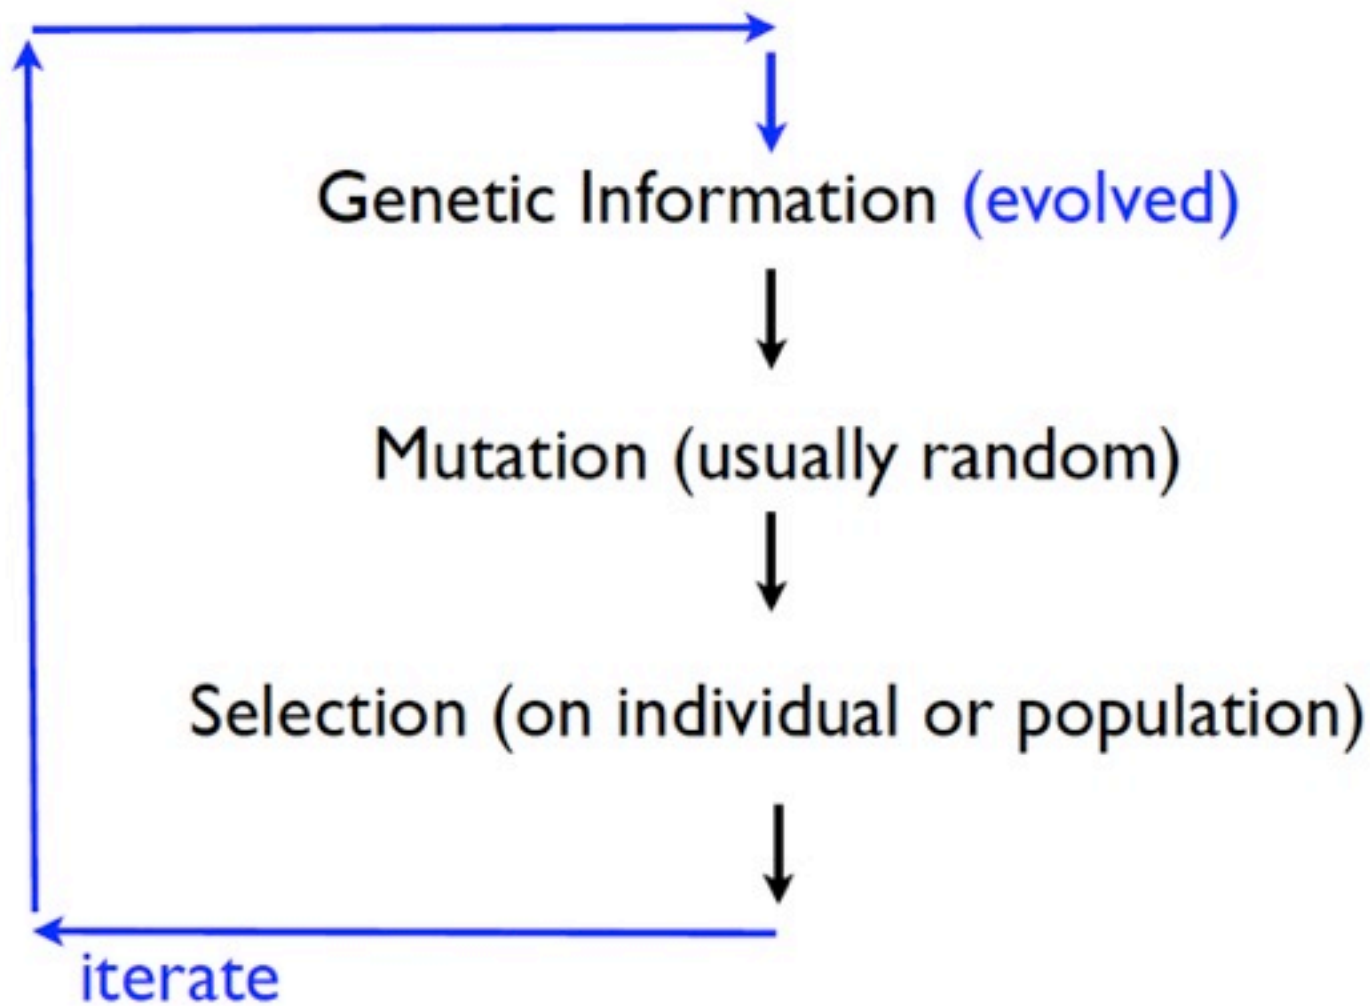 Genetic Information (evolved)
Mutation (usually random)
Selection (on individual or population)
iterate